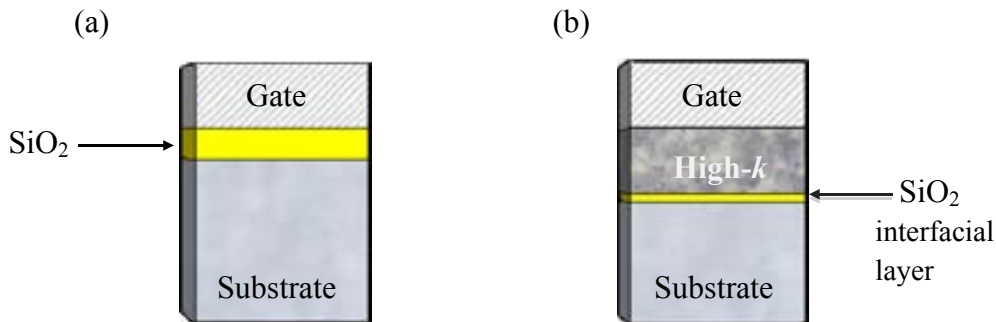 (a)
Gate
SiO₂
Substrate
(b)
Gate
High-k
SiO₂
interfacial
layer
Substrate